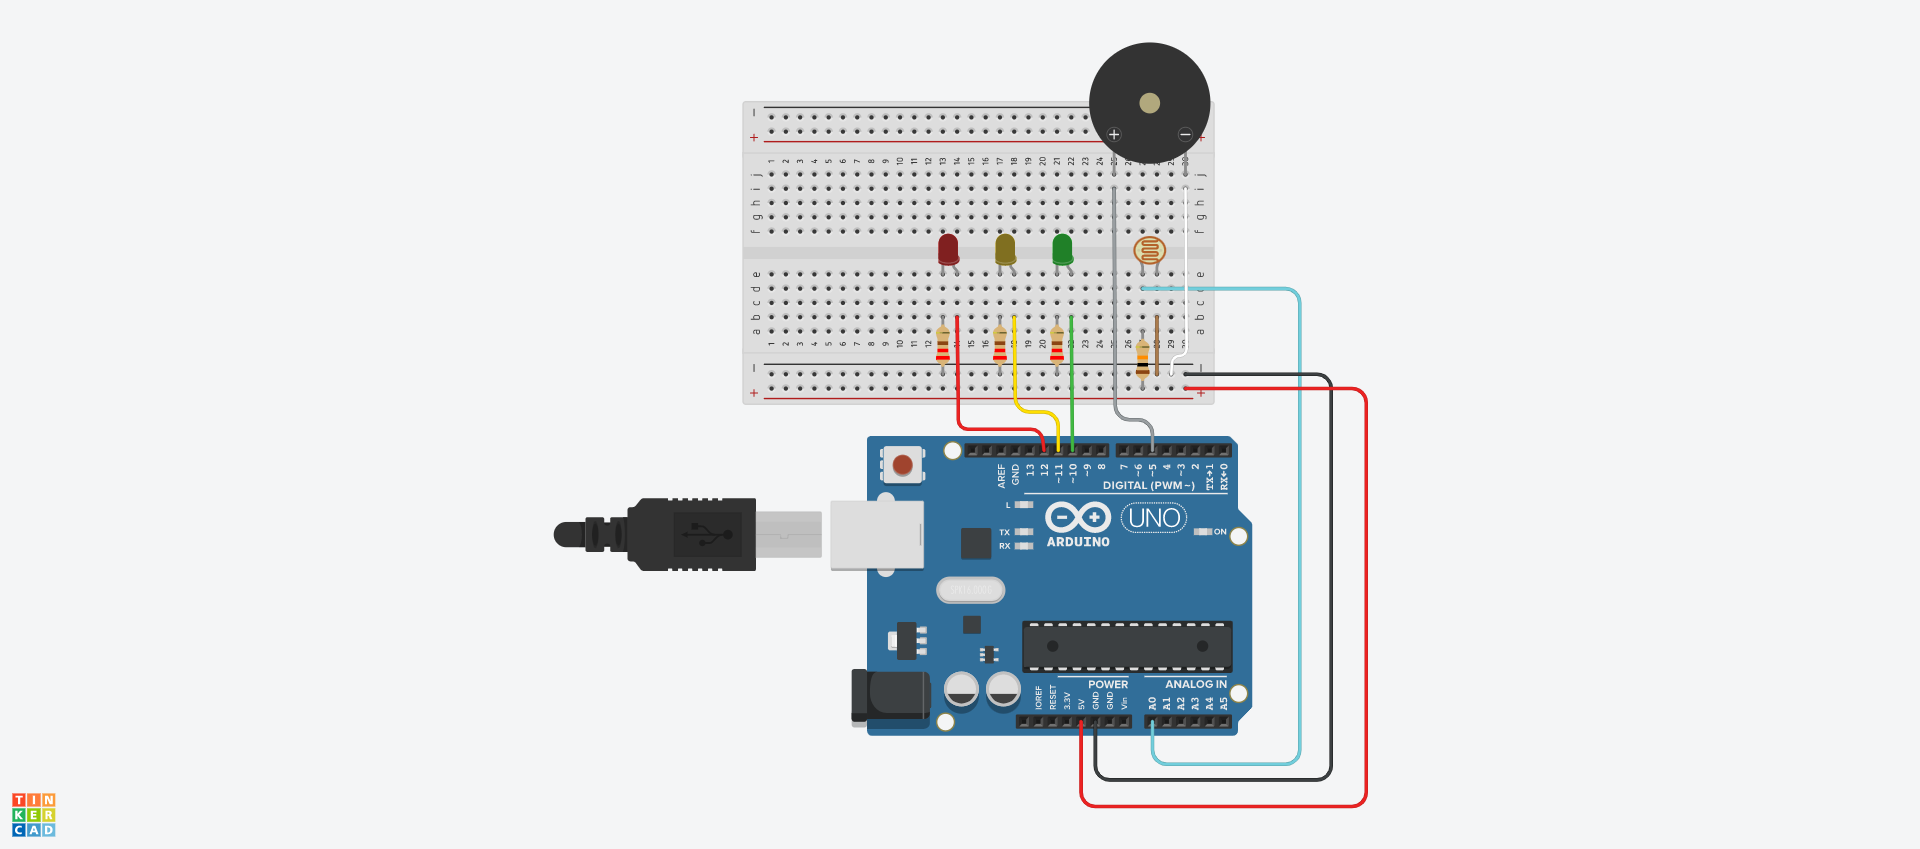 − 
+
1 2 3 4 5 6 7 8 9 10 11 12 13 14 15 16 17 18 19 20 21 22 23 24
+ −
j j
i i
h h
g g
f f
e e
d
c c
b b
a a
1 2 3 4 5 6 7 8 9 10 11 12 16 19 20 23 24 26 29
− −
+ +
AREF GND 13 12 ~11 ~10 ~9 8 7 ~6 ~5 4 ~3 2 TX→1 RX←0
DIGITAL (PWM~)
L
− +
UNO
TX
RX
ARDUINO
ON
POWER ANALOG IN
IOREF RESET 3.3V 5V GND GND Vin A0 A1 A2 A3 A4 A5
TIN
KER
CAD